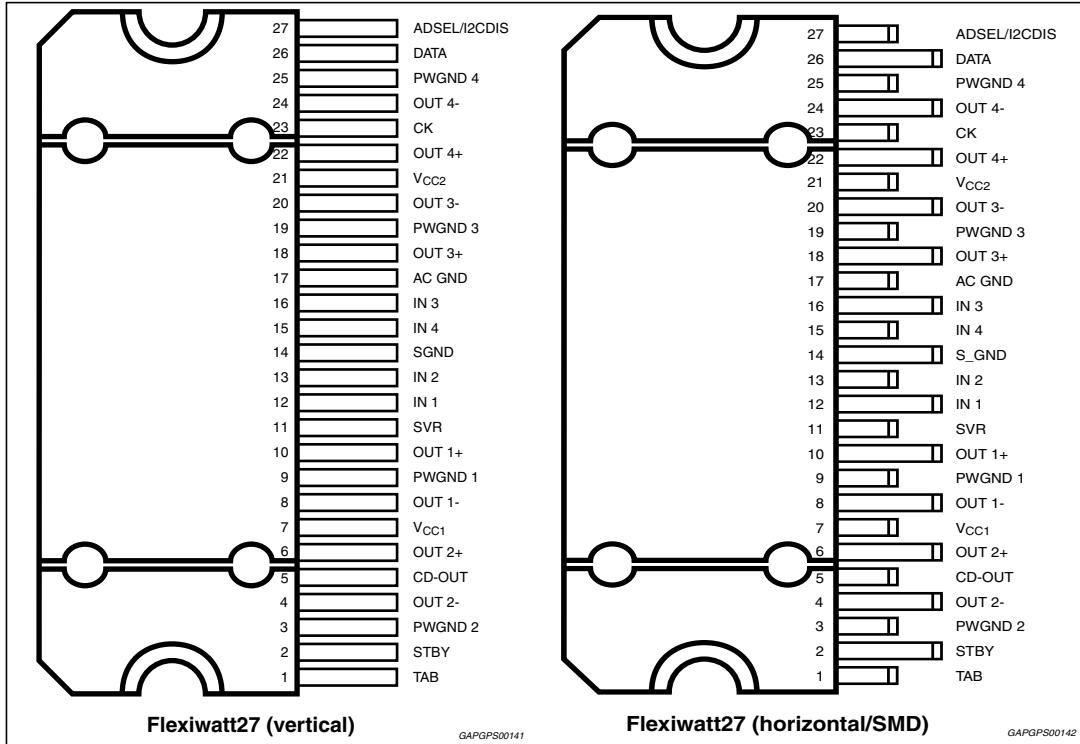 27 ADSEL/I2CDIS
26 DATA
25 PWGND 4
24 OUT 4-
23 CK
22 OUT 4+
21 VCC2
20 OUT 3-
19 PWGND 3
18 OUT 3+
17 AC GND
16 IN 3
15 IN 4
14 SGND
13 IN 2
12 IN 1
11 SVR
10 OUT 1+
9 PWGND 1
8 OUT 1-
7 VCC1
6 OUT 2+
5 CD-OUT
4 OUT 2-
3 PWGND 2
2 STBY
1 TAB
Flexiwatt27 (vertical)
GAPGPS00141
27 ADSEL/I2CDIS
26 DATA
25 PWGND 4
24 OUT 4-
23 CK
22 OUT 4+
21 VCC2
20 OUT 3-
19 PWGND 3
18 OUT 3+
17 AC GND
16 IN 3
15 IN 4
14 S_GND
13 IN 2
12 IN 1
11 SVR
10 OUT 1+
9 PWGND 1
8 OUT 1-
7 VCC1
6 OUT 2+
5 CD-OUT
4 OUT 2-
3 PWGND 2
2 STBY
1 TAB
Flexiwatt27 (horizontal/SMD)
GAPGPS00142